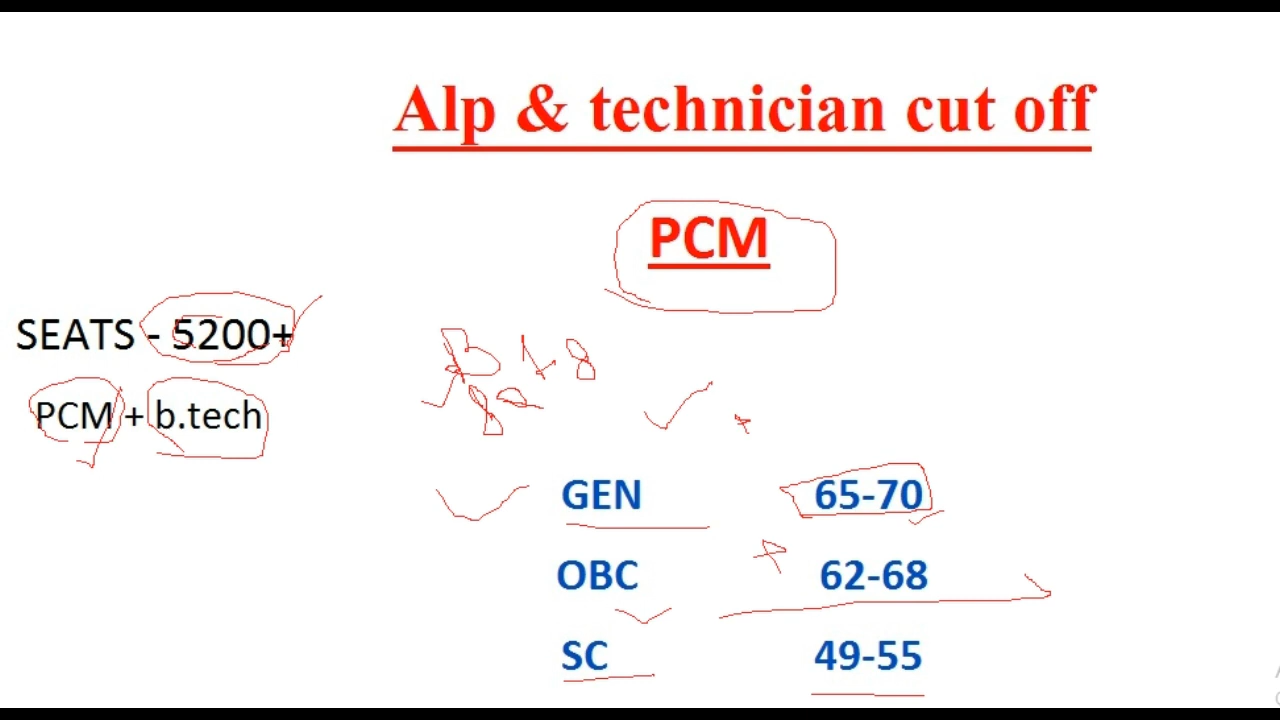 Alp & technician cut off
PCM
SEATS - 5200+
PCM + b.tech
GEN 65-70
OBC 62-68
SC 49-55